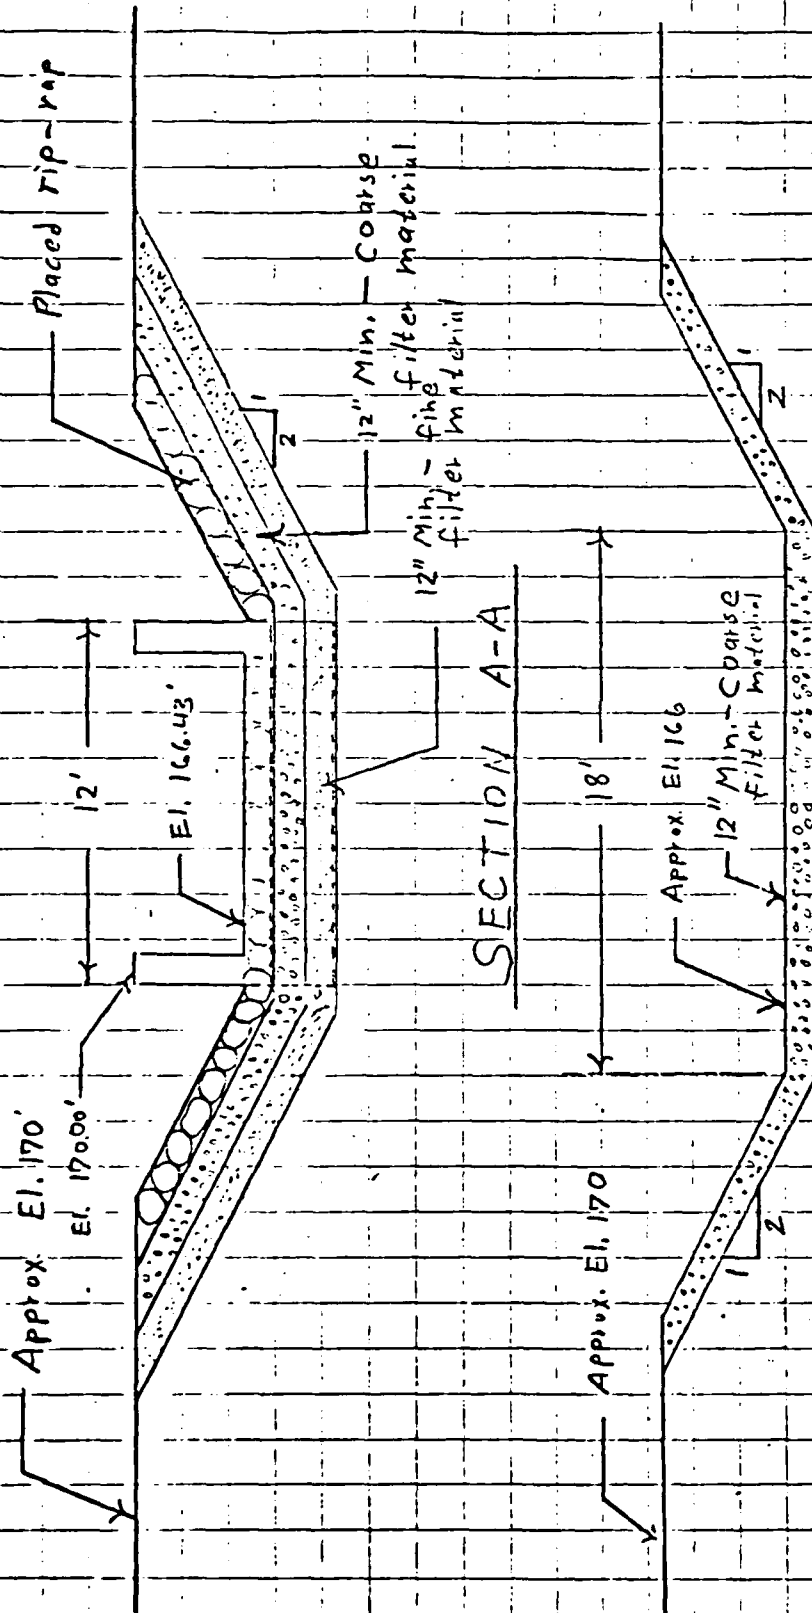 Approx. El. 170'
El. 170.00'
12'
El. 166.43'
Placed rip-rap
1
2
12" Min. - Coarse
filter material
12" Min. - fine
filter material
SECTION A-A
18'
Approx. El. 170
Approx. El. 166
12" Min. - Coarse
filter material
1
2
1
2